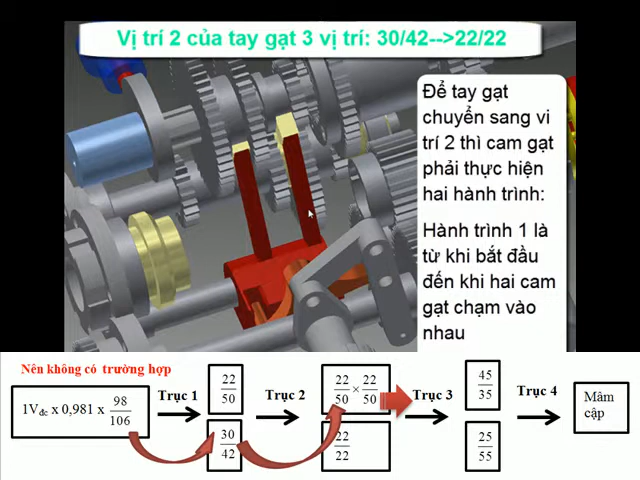 Vị trí 2 của tay gạt 3 vị trí: 30/42-->22/22
Để tay gạt
chuyển sang vi
trí 2 thì cam gạt
phải thực hiện
hai hành trình:
Hành trình 1 là
từ khi bắt đầu
đến khi hai cam
gạt chạm vào
nhau
Nên không có trường hợp
1Vđc x 0,981 x 98/106
Trục 1
22/50
30/42
Trục 2
22/50 × 22/50
22/22
Trục 3
45/35
25/55
Trục 4
Mâm
cập